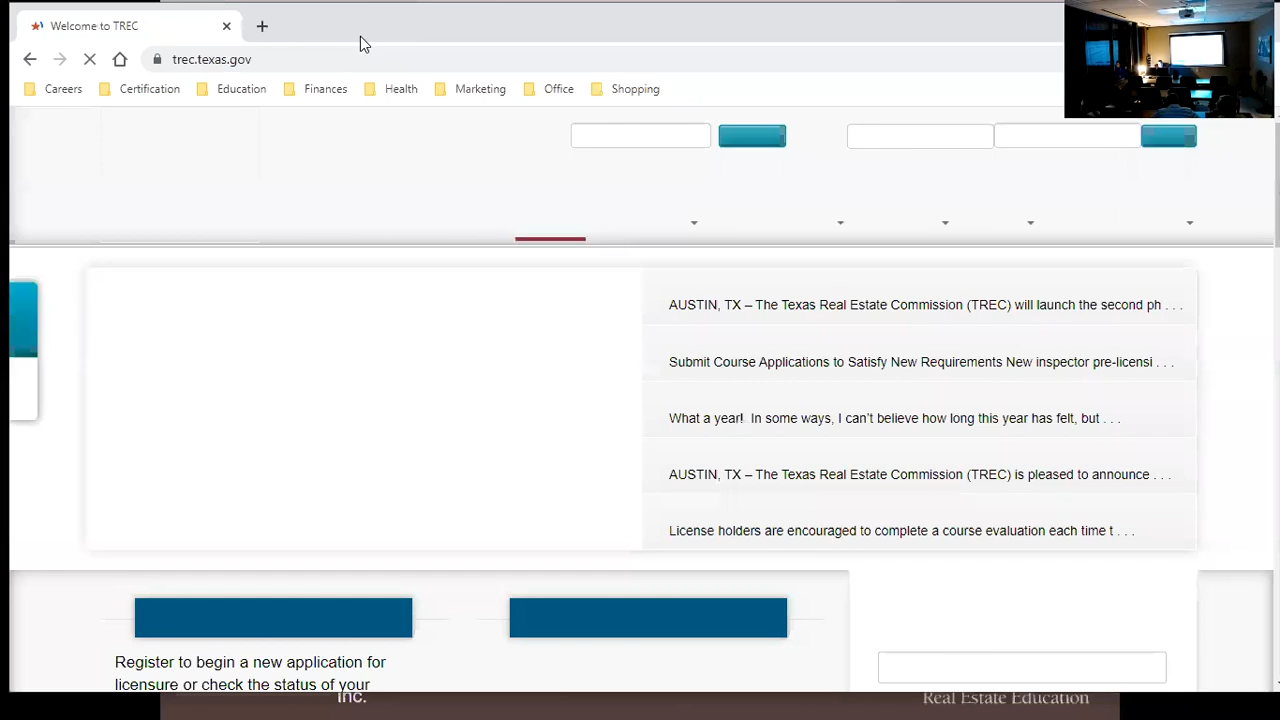 Welcome to TREC
trec.texas.gov
Careers Certification Education Finances Health Marketing Office Shopping
AUSTIN, TX – The Texas Real Estate Commission (TREC) will launch the second ph . . .
Submit Course Applications to Satisfy New Requirements New inspector pre-licensi . . .
What a year!  In some ways, I can’t believe how long this year has felt, but . . .
AUSTIN, TX – The Texas Real Estate Commission (TREC) is pleased to announce . . .
License holders are encouraged to complete a course evaluation each time t . . .
Register to begin a new application for
licensure or check the status of your
Inc.
Real Estate Education